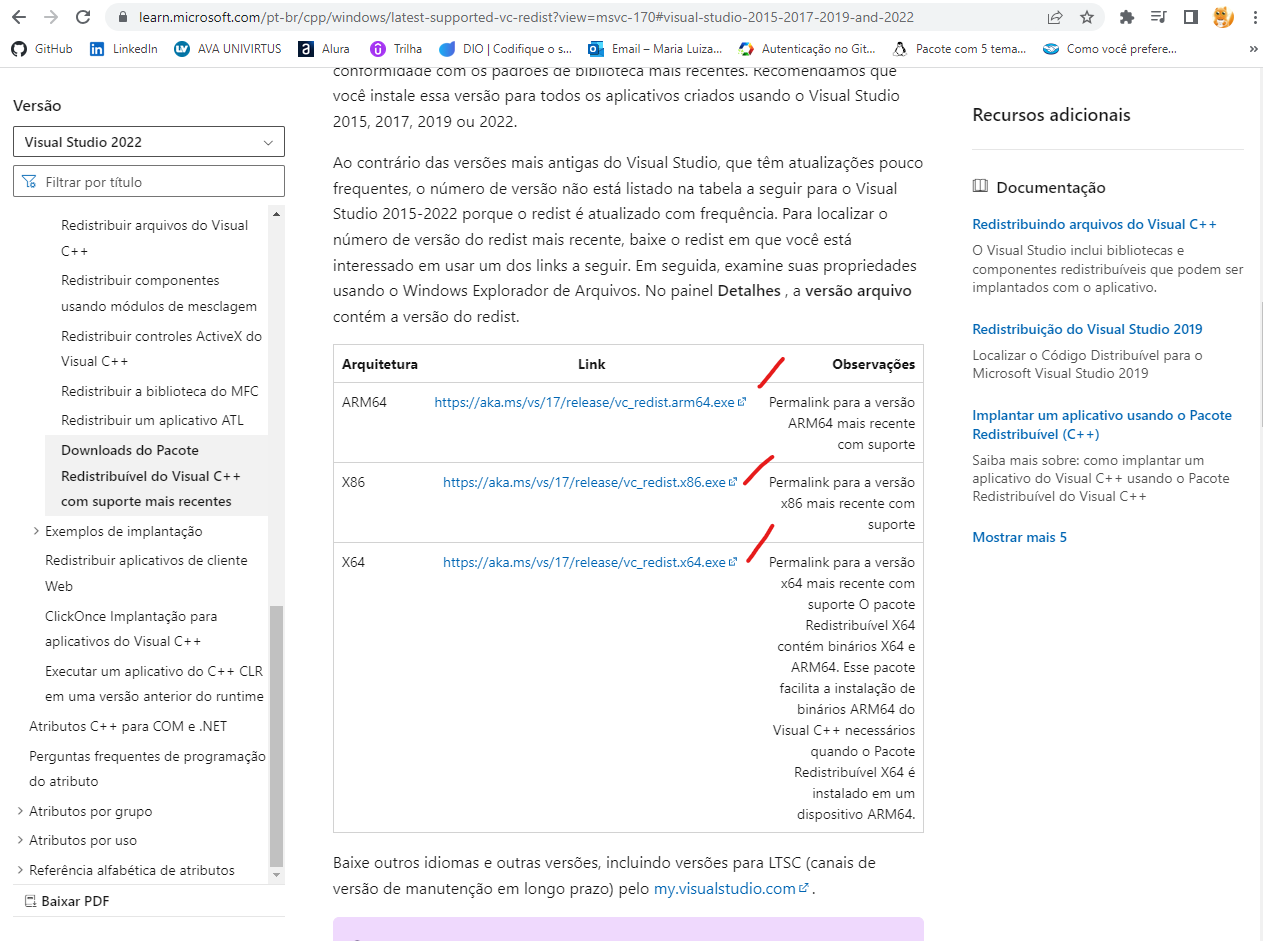 learn.microsoft.com/pt-br/cpp/windows/latest-supported-vc-redist?view=msvc-170#visual-studio-2015-2017-2019-and-2022
GitHub
LinkedIn
AVA UNIVIRTUS
Alura
Trilha
DIO | Codifique o s...
Email – Maria Luiza...
Autenticação no Git...
Pacote com 5 tema...
Como você prefere...
»
Versão
Visual Studio 2022
Filtrar por título
Redistribuir arquivos do Visual
C++
Redistribuir componentes
usando módulos de mesclagem
Redistribuir controles ActiveX do
Visual C++
Redistribuir a biblioteca do MFC
Redistribuir um aplicativo ATL
Downloads do Pacote
Redistribuível do Visual C++
com suporte mais recentes
Exemplos de implantação
Redistribuir aplicativos de cliente
Web
ClickOnce Implantação para
aplicativos do Visual C++
Executar um aplicativo do C++ CLR
em uma versão anterior do runtime
Atributos C++ para COM e .NET
Perguntas frequentes de programação
do atributo
Atributos por grupo
Atributos por uso
Referência alfabética de atributos
Baixar PDF
conformidade com os padrões de biblioteca mais recentes. Recomendamos que
você instale essa versão para todos os aplicativos criados usando o Visual Studio
2015, 2017, 2019 ou 2022.
Ao contrário das versões mais antigas do Visual Studio, que têm atualizações pouco
frequentes, o número de versão não está listado na tabela a seguir para o Visual
Studio 2015-2022 porque o redist é atualizado com frequência. Para localizar o
número de versão do redist mais recente, baixe o redist em que você está
interessado em usar um dos links a seguir. Em seguida, examine suas propriedades
usando o Windows Explorador de Arquivos. No painel Detalhes , a versão arquivo
contém a versão do redist.
Arquitetura Link Observações
ARM64 https://aka.ms/vs/17/release/vc_redist.arm64.exe Permalink para a versão
ARM64 mais recente
com suporte
X86 https://aka.ms/vs/17/release/vc_redist.x86.exe Permalink para a versão
x86 mais recente com
suporte
X64 https://aka.ms/vs/17/release/vc_redist.x64.exe Permalink para a versão
x64 mais recente com
suporte O pacote
Redistribuível X64
contém binários X64 e
ARM64. Esse pacote
facilita a instalação de
binários ARM64 do
Visual C++ necessários
quando o Pacote
Redistribuível X64 é
instalado em um
dispositivo ARM64.
Baixe outros idiomas e outras versões, incluindo versões para LTSC (canais de
versão de manutenção em longo prazo) pelo my.visualstudio.com .
Recursos adicionais
Documentação
Redistribuindo arquivos do Visual C++
O Visual Studio inclui bibliotecas e
componentes redistribuíveis que podem ser
implantados com o aplicativo.
Redistribuição do Visual Studio 2019
Localizar o Código Distribuível para o
Microsoft Visual Studio 2019
Implantar um aplicativo usando o Pacote
Redistribuível (C++)
Saiba mais sobre: como implantar um
aplicativo do Visual C++ usando o Pacote
Redistribuível do Visual C++
Mostrar mais 5